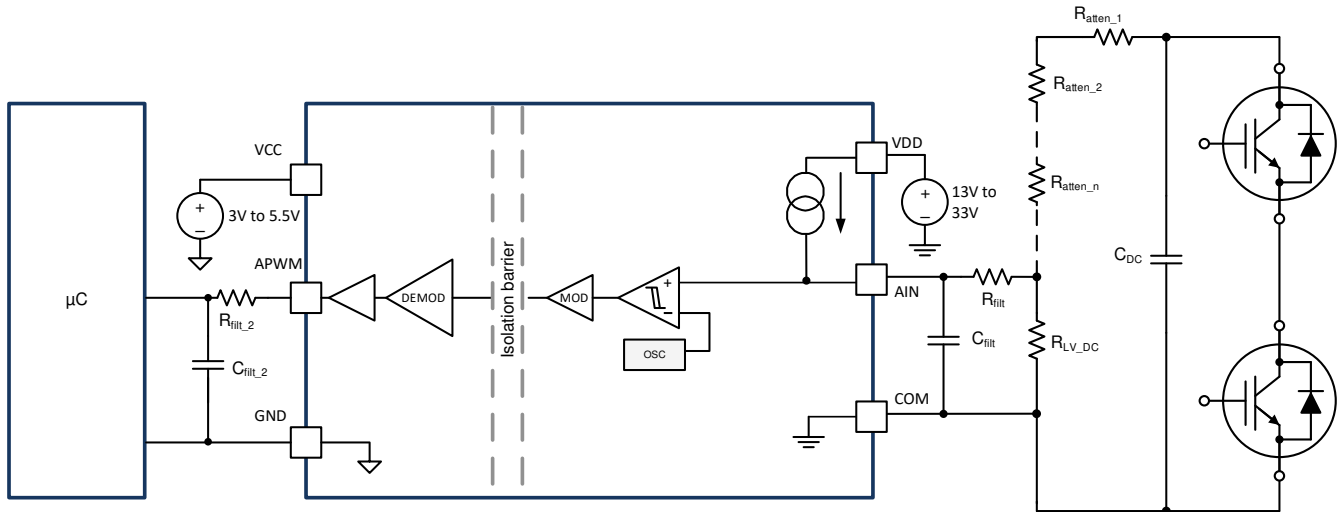 R_atten_1
R_atten_2
R_atten_n
VCC
3V to 5.5V
APWM
µC
R_filt_2
C_filt_2
GND
DEMOD
Isolation barrier
MOD
+
−
OSC
VDD
+
−
13V to
33V
AIN
R_filt
C_filt
R_LV_DC
COM
C_DC
+
−